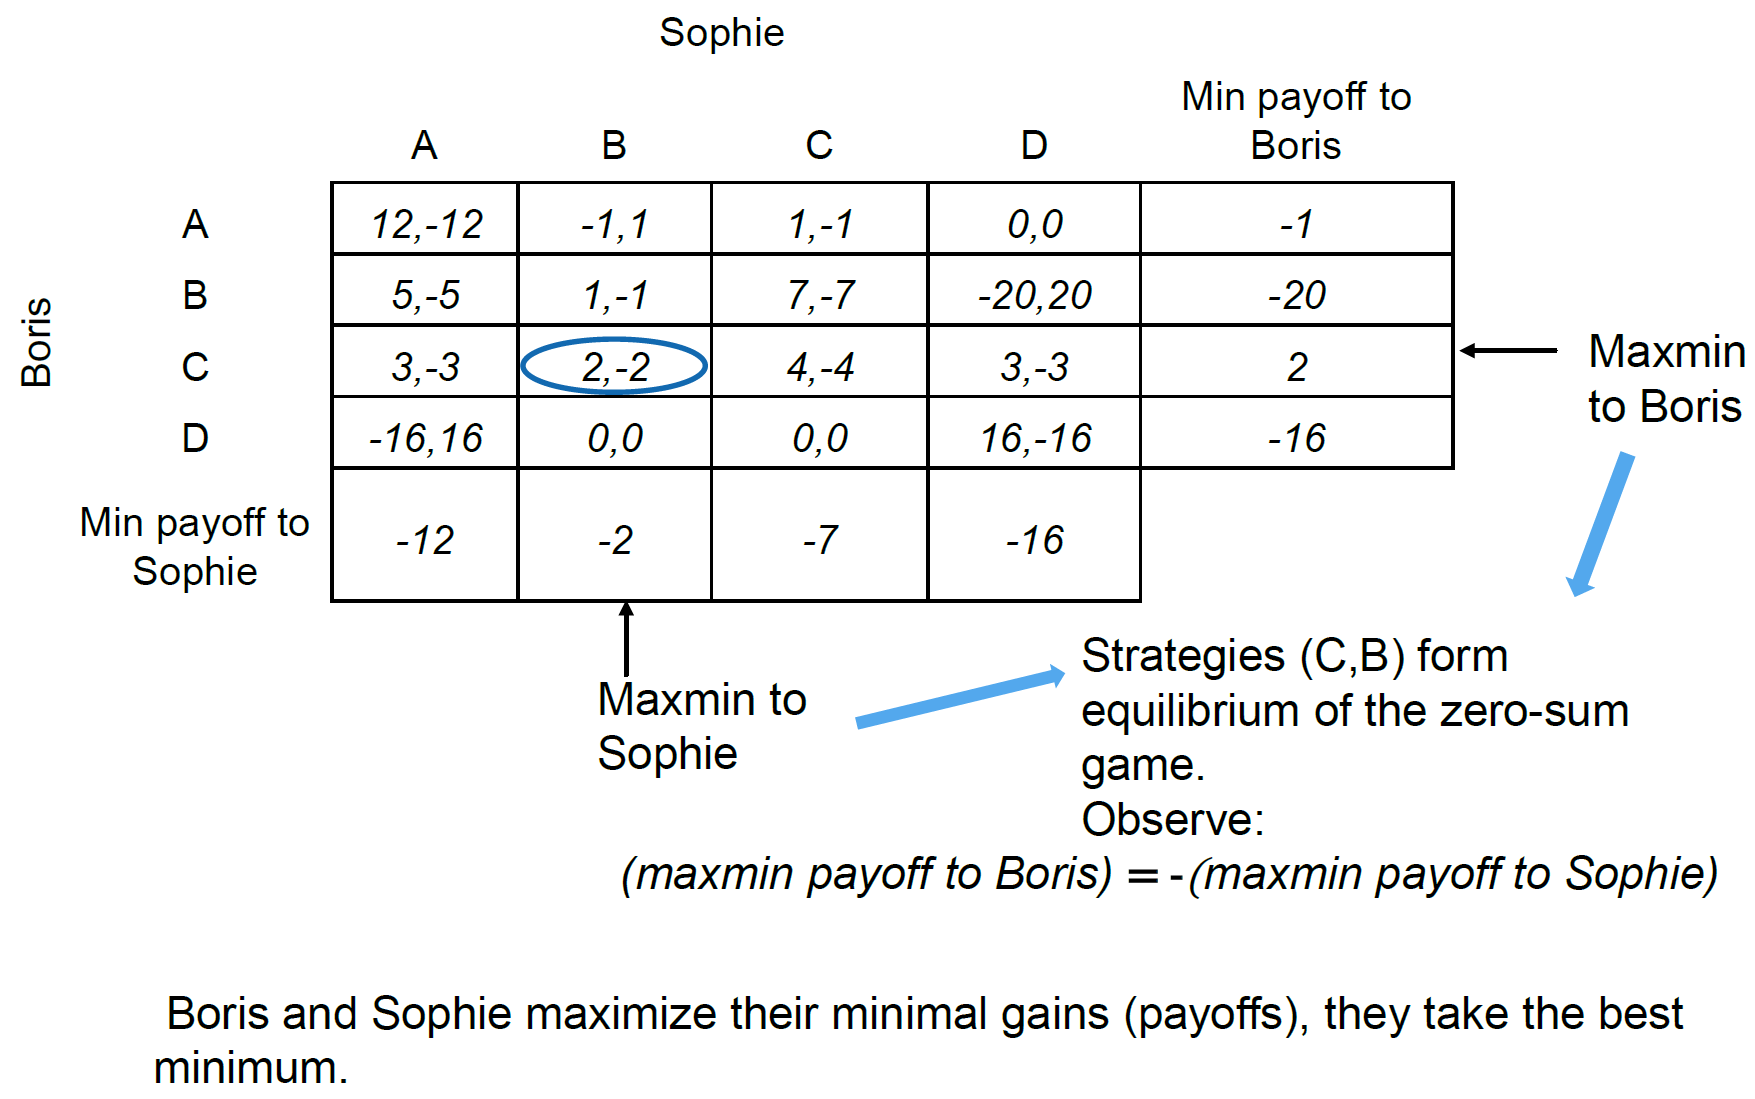 Sophie
Min payoff to
Boris
A B C D
A 12,-12 -1,1 1,-1 0,0 -1
B 5,-5 1,-1 7,-7 -20,20 -20
Boris
C 3,-3 2,-2 4,-4 3,-3 2
Maxmin
to Boris
D -16,16 0,0 0,0 16,-16 -16
Min payoff to
Sophie
-12 -2 -7 -16
Maxmin to
Sophie
Strategies (C,B) form
equilibrium of the zero-sum
game.
Observe:
(maxmin payoff to Boris) = -(maxmin payoff to Sophie)
Boris and Sophie maximize their minimal gains (payoffs), they take the best
minimum.